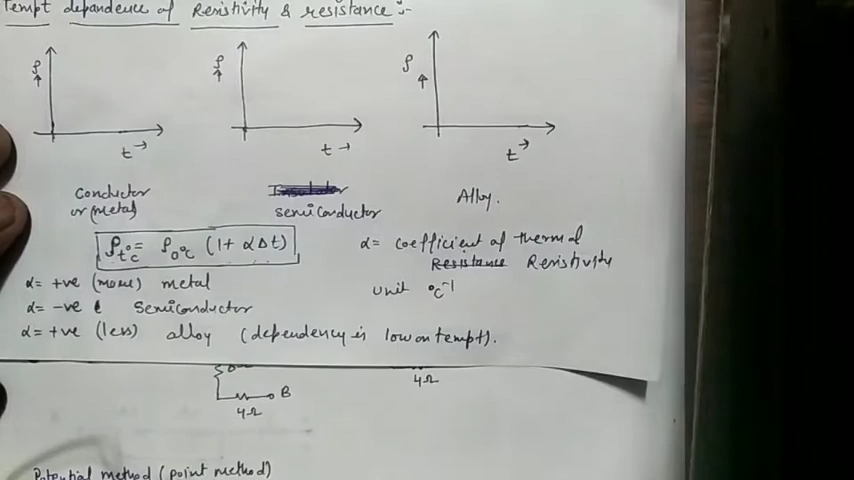 Tempt dependence of Resistivity & resistance:-
ρ
ρ
ρ
t
t
t
Conductor
or (metal)
semiconductor
Alloy.
ρt°c = ρ0°c (1 + α Δt)
α = coefficient of thermal
Resistance Resistivity
unit °c⁻¹
α = +ve (more) metal
α = -ve semiconductor
α = +ve (less) alloy (dependency is low on tempt).
B
4Ω
4Ω
Potential method (point method)